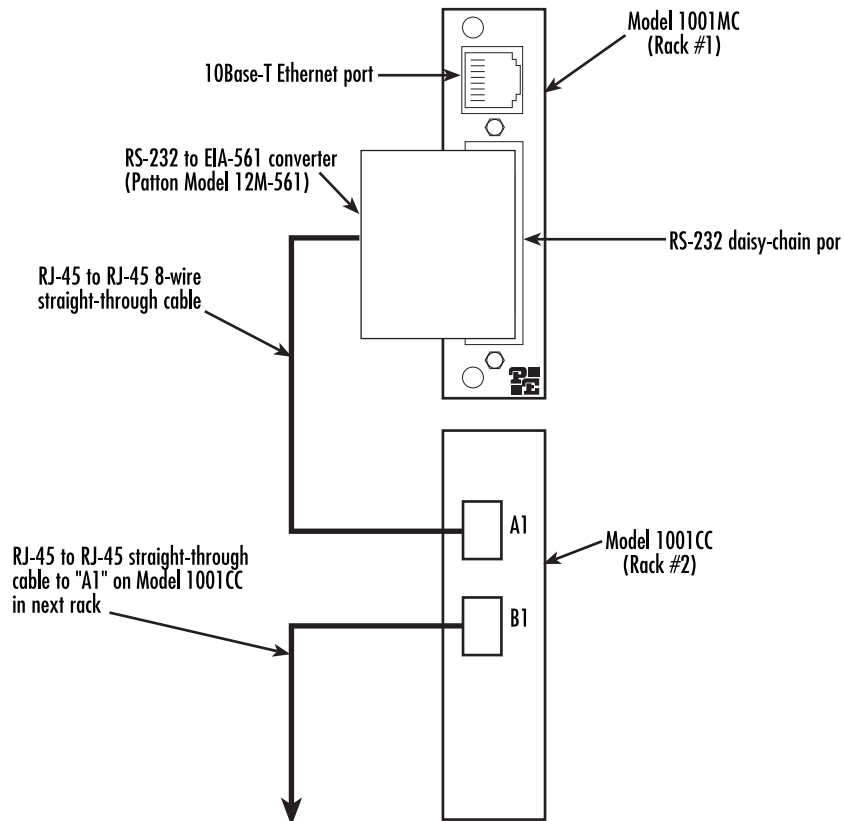 Model 1001MC
(Rack #1)
10Base-T Ethernet port
RS-232 to EIA-561 converter
(Patton Model 12M-561)
RS-232 daisy-chain por
RJ-45 to RJ-45 8-wire
straight-through cable
PE
A1
Model 1001CC
(Rack #2)
RJ-45 to RJ-45 straight-through
cable to "A1" on Model 1001CC
in next rack
B1